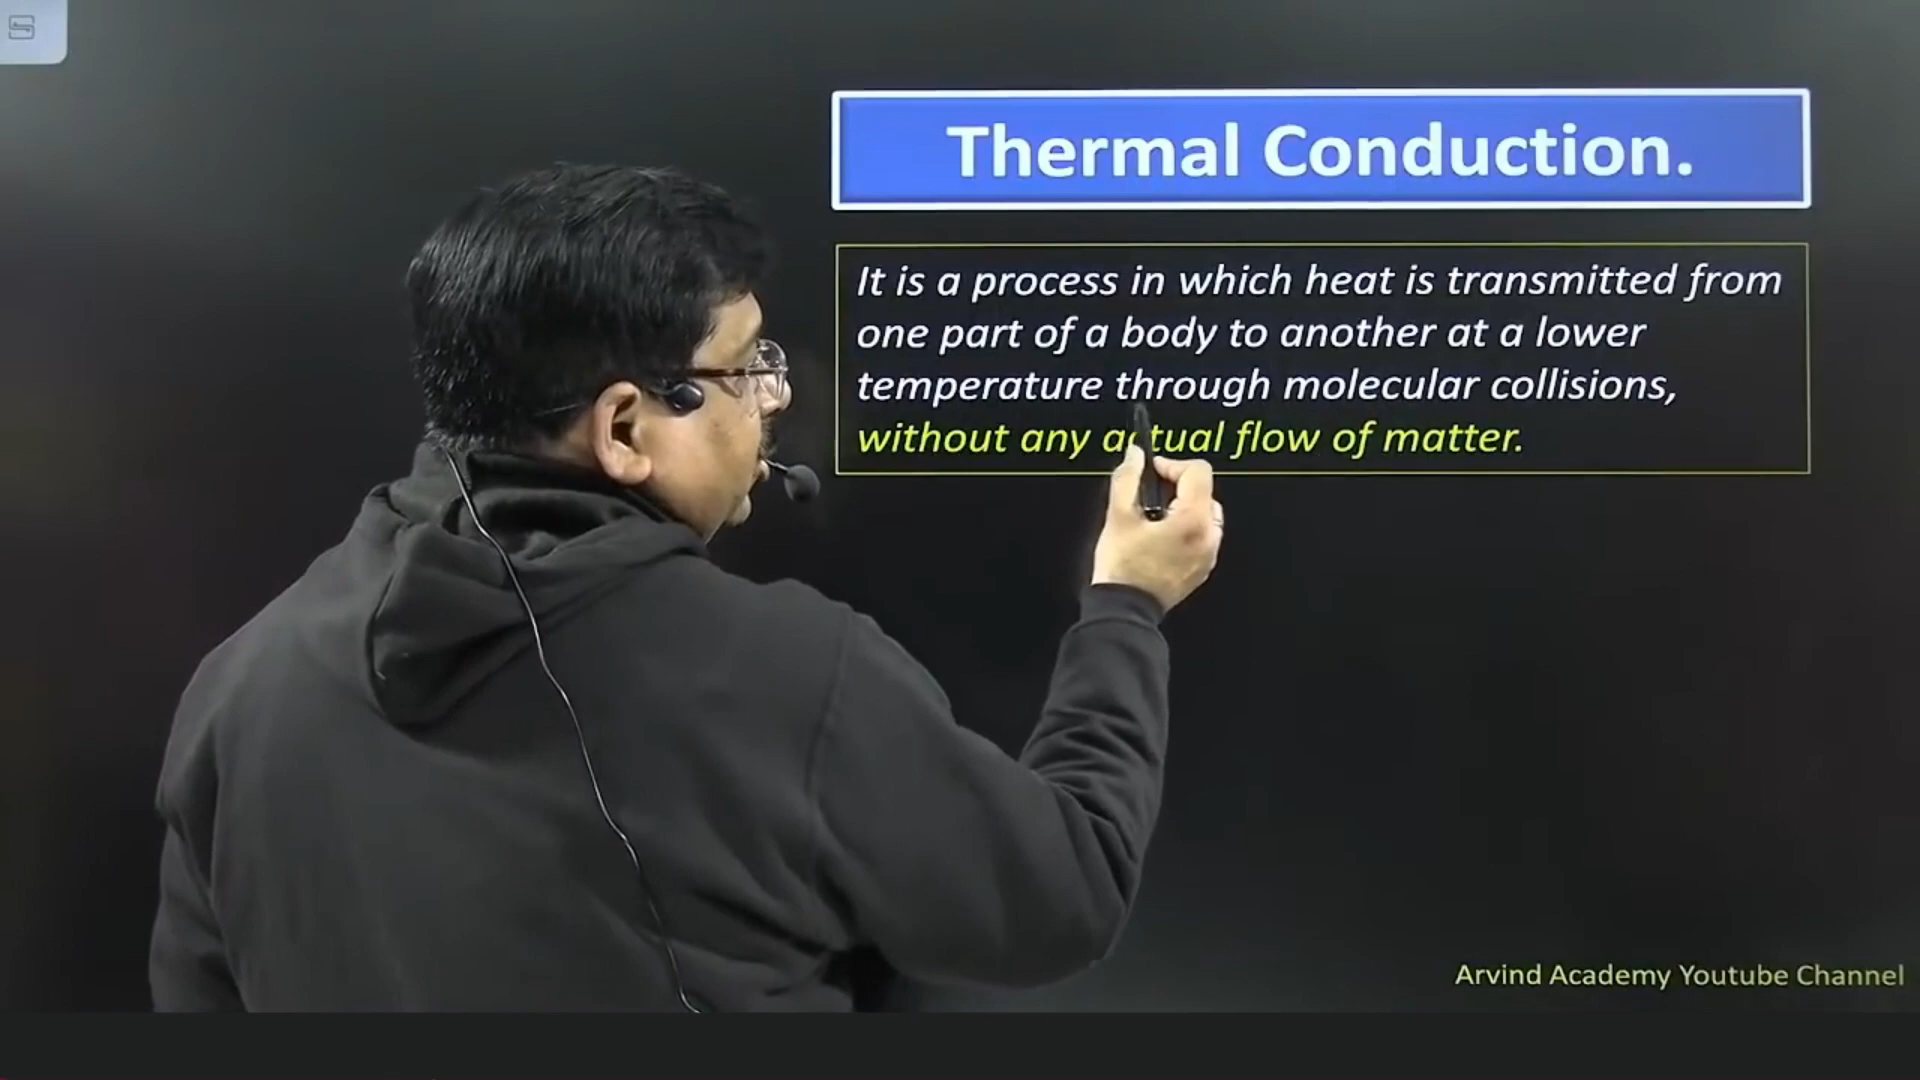 Thermal Conduction.
It is a process in which heat is transmitted from
one part of a body to another at a lower
temperature through molecular collisions,
without any actual flow of matter.
Arvind Academy Youtube Channel